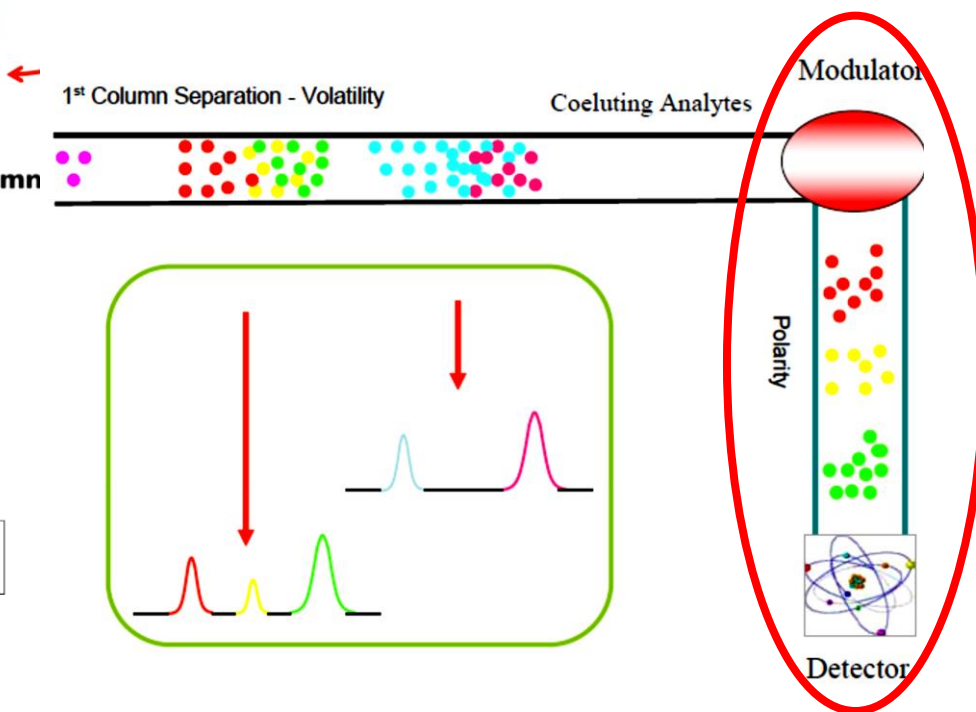 Modulator
1st Column Separation - Volatility
Coeluting Analytes
mn
Polarity
Detector